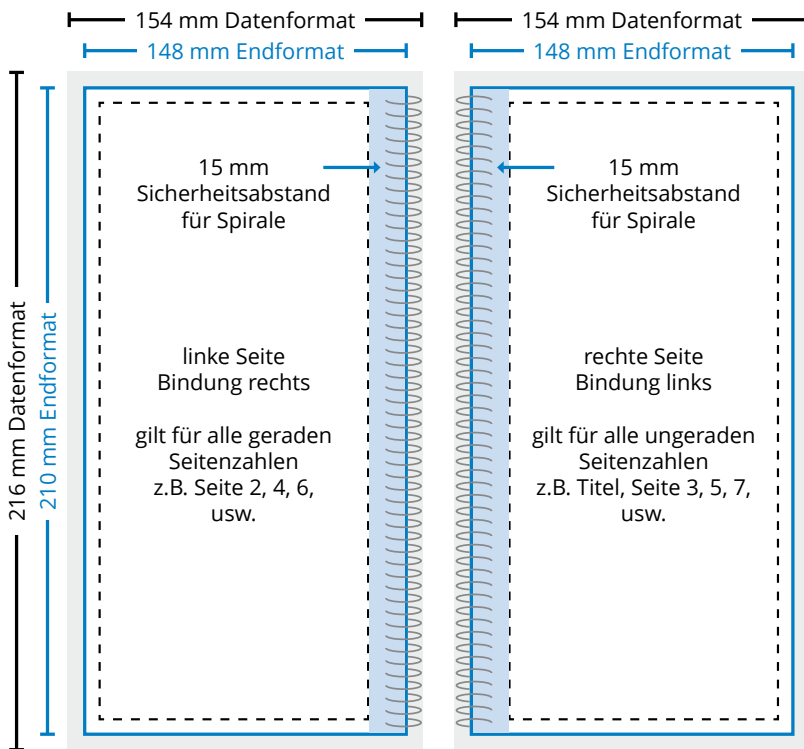 154 mm Datenformat
148 mm Endformat
216 mm Datenformat
210 mm Endformat
15 mm
Sicherheitsabstand
für Spirale
linke Seite
Bindung rechts
gilt für alle geraden
Seitenzahlen
z.B. Seite 2, 4, 6,
usw.
154 mm Datenformat
148 mm Endformat
15 mm
Sicherheitsabstand
für Spirale
rechte Seite
Bindung links
gilt für alle ungeraden
Seitenzahlen
z.B. Titel, Seite 3, 5, 7,
usw.